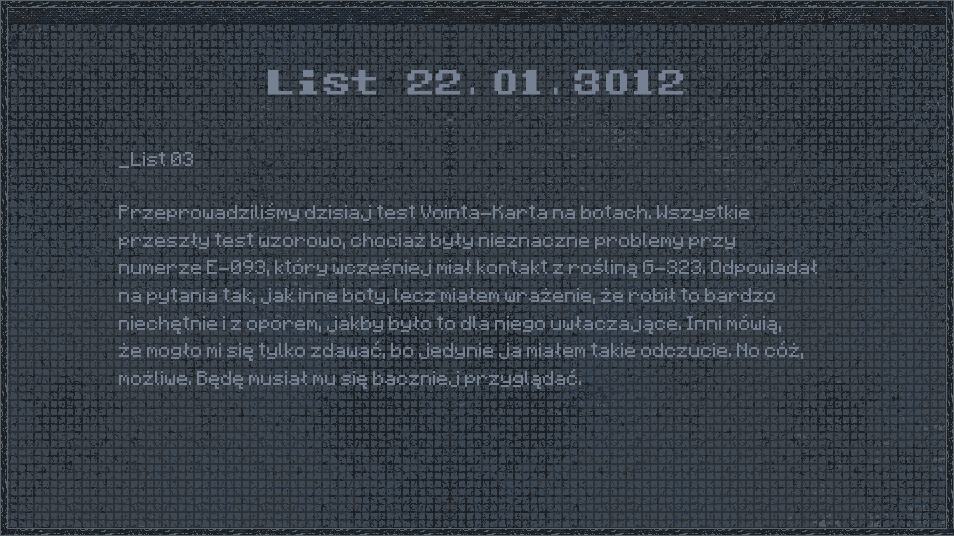 List 22.01.3012
_List 03
Przeprowadziliśmy dzisiaj test Vointa-Karta na botach. Wszystkie
przeszły test wzorowo, chociaż były nieznaczne problemy przy
numerze E-093, który wcześniej miał kontakt z rośliną G-323. Odpowiadał
na pytania tak, jak inne boty, lecz miałem wrażenie, że robił to bardzo
niechętnie i z oporem, jakby było to dla niego uwłaczające. Inni mówią,
że mogło mi się tylko zdawać, bo jedynie ja miałem takie odczucie. No cóż,
możliwe. Będę musiał mu się baczniej przyglądać.